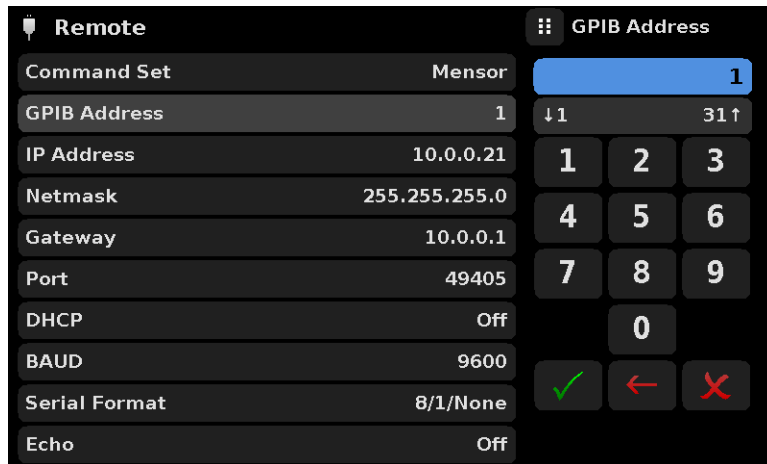 Remote
Command Set Mensor
GPIB Address 1
IP Address 10.0.0.21
Netmask 255.255.255.0
Gateway 10.0.0.1
Port 49405
DHCP Off
BAUD 9600
Serial Format 8/1/None
Echo Off
GPIB Address
1
↓1 31↑
1 2 3
4 5 6
7 8 9
0